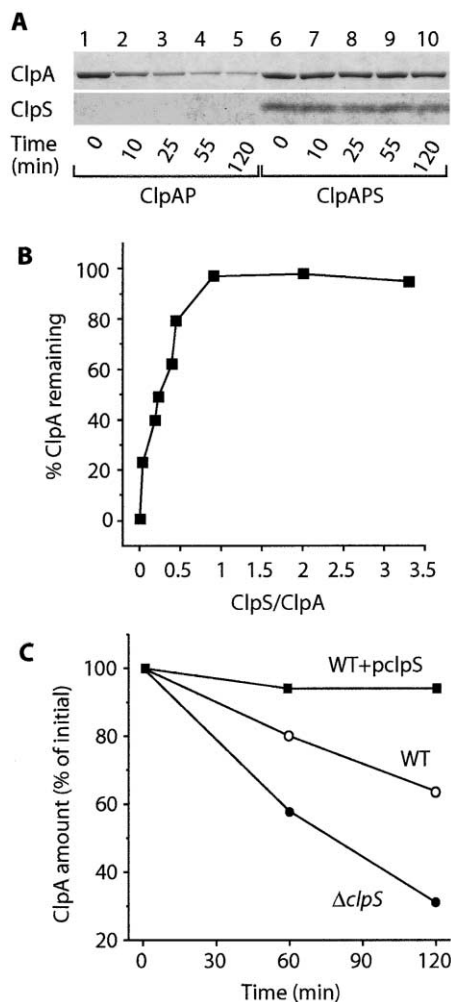 A
1 2 3 4 5 6 7 8 9 10
ClpA
ClpS
Time (min)
0 10 25 55 120 0 10 25 55 120
ClpAP ClpAPS
B
% ClpA remaining
100
80
60
40
20
0
0 0.5 1 1.5 2 2.5 3 3.5
ClpS/ClpA
C
ClpA amount (% of initial)
100
80
60
40
20
WT+pclpS
WT
ΔclpS
0 30 60 90 120
Time (min)